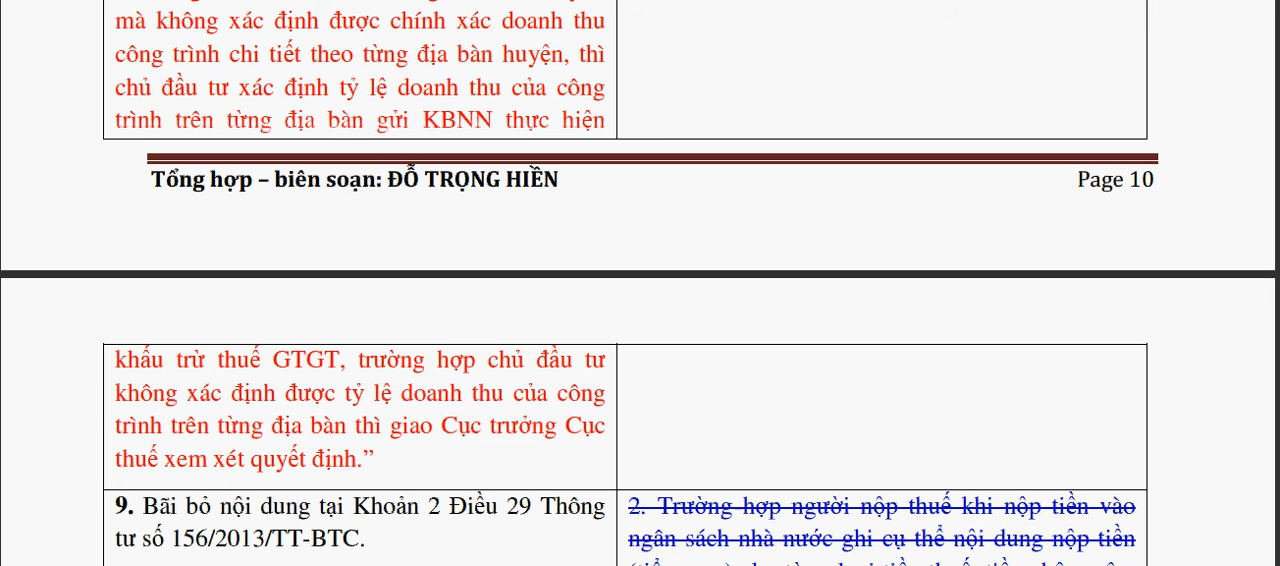 mà không xác định được chính xác doanh thu
công trình chi tiết theo từng địa bàn huyện, thì
chủ đầu tư xác định tỷ lệ doanh thu của công
trình trên từng địa bàn gửi KBNN thực hiện
Tổng hợp – biên soạn: ĐỖ TRỌNG HIỀN
Page 10
khấu trừ thuế GTGT, trường hợp chủ đầu tư
không xác định được tỷ lệ doanh thu của công
trình trên từng địa bàn thì giao Cục trưởng Cục
thuế xem xét quyết định.”
9. Bãi bỏ nội dung tại Khoản 2 Điều 29 Thông
tư số 156/2013/TT-BTC.
2. Trường hợp người nộp thuế khi nộp tiền vào
ngân sách nhà nước ghi cụ thể nội dung nộp tiền